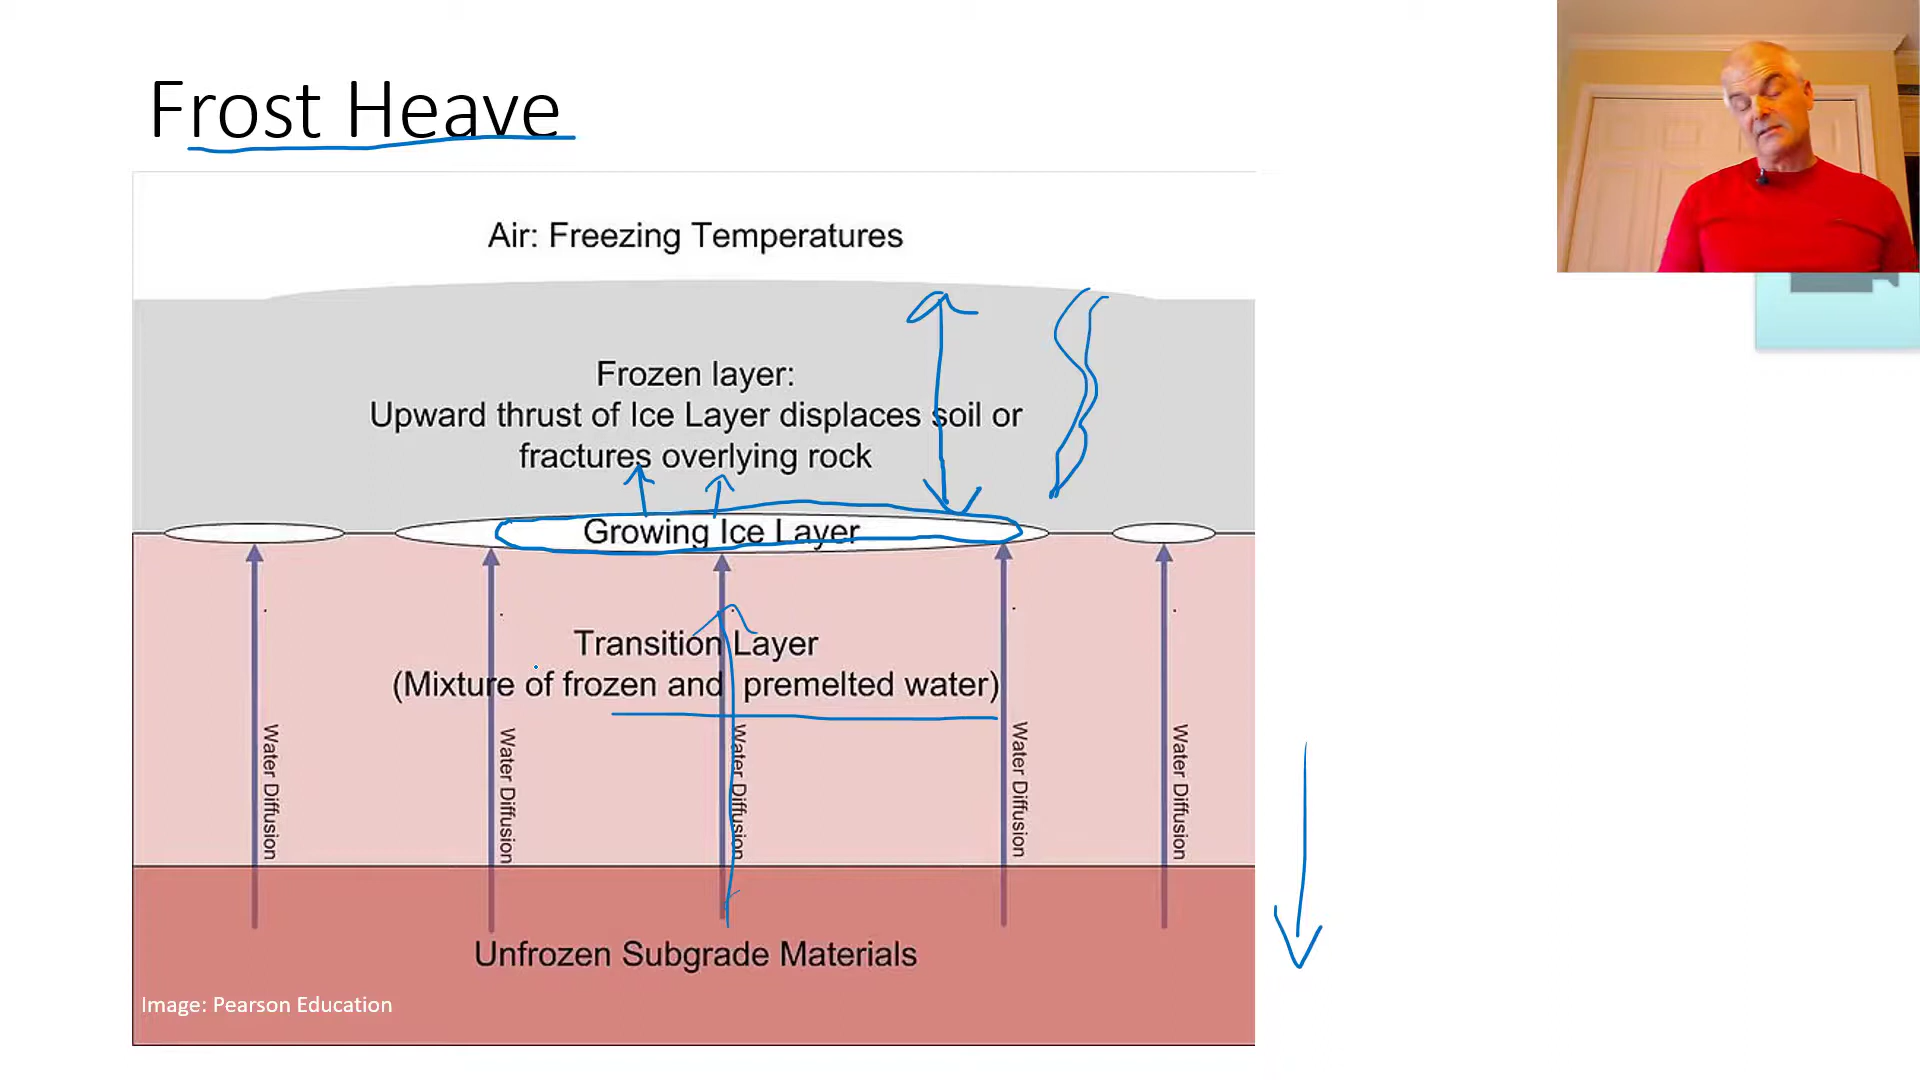 Frost Heave
Air: Freezing Temperatures
Frozen layer:
Upward thrust of Ice Layer displaces soil or
fractures overlying rock
Growing Ice Layer
Transition Layer
(Mixture of frozen and premelted water)
Water Diffusion
Water Diffusion
Water Diffusion
Water Diffusion
Water Diffusion
Unfrozen Subgrade Materials
Image: Pearson Education